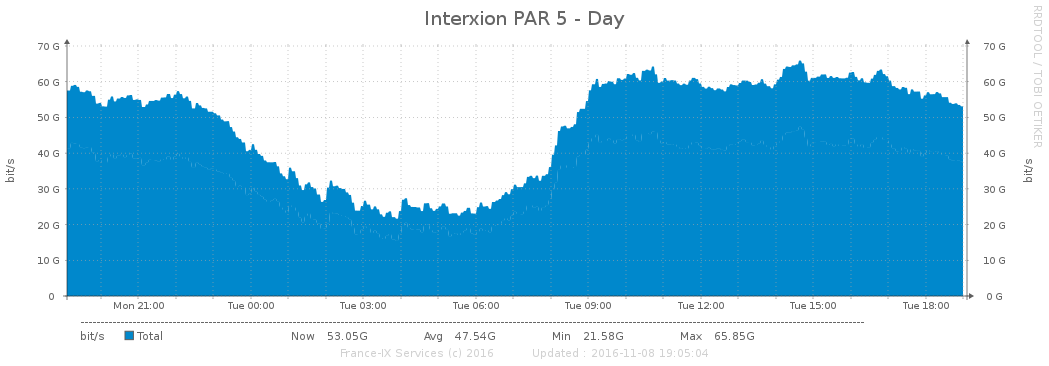 Interxion PAR 5 - Day
RRDTOOL / TOBI OETIKER
70 G 70 G
60 G 60 G
50 G 50 G
40 G 40 G
30 G 30 G
20 G 20 G
10 G 10 G
0 0 G
bit/s bit/s
Mon 21:00 Tue 00:00 Tue 03:00 Tue 06:00 Tue 09:00 Tue 12:00 Tue 15:00 Tue 18:00
bit/s Total Now 53.05G Avg 47.54G Min 21.58G Max 65.85G
France-IX Services (c) 2016 Updated : 2016-11-08 19:05:04